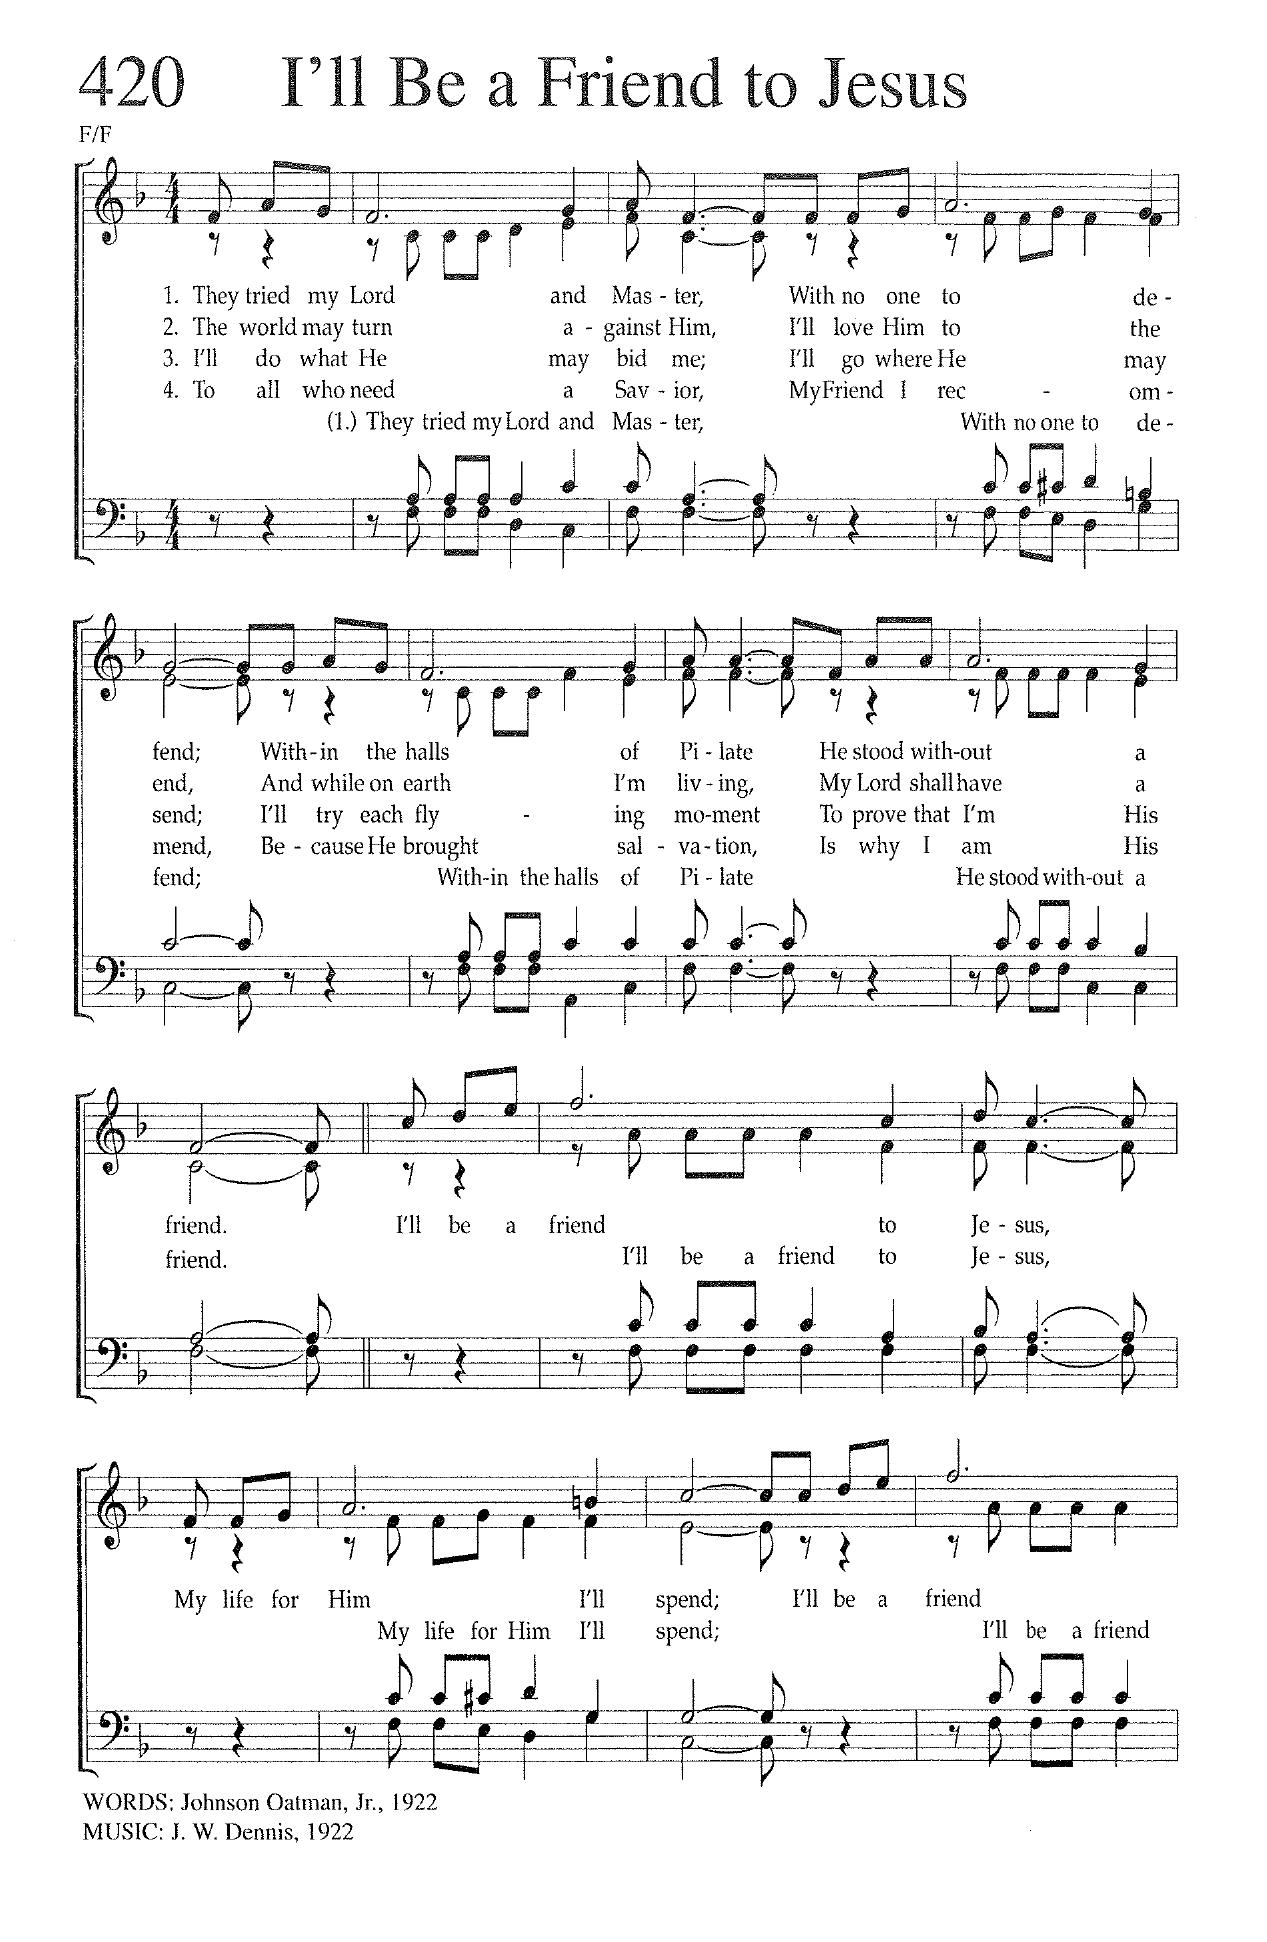 420 I'll Be a Friend to Jesus
F/F
1. They tried my Lord and Mas - ter, With no one to de -
2. The world may turn a - gainst Him, I'll love Him to the
3. I'll do what He may bid me; I'll go where He may
4. To all who need a Sav - ior, My Friend I rec - om -
(1.) They tried my Lord and Mas - ter, With no one to de -
fend; With-in the halls of Pi - late He stood with-out a
end, And while on earth I'm liv - ing, My Lord shall have a
send; I'll try each fly - ing mo-ment To prove that I'm His
mend, Be - cause He brought sal - va - tion, Is why I am His
fend; With-in the halls of Pi - late He stood with-out a
friend. I'll be a friend to Je - sus,
friend. I'll be a friend to Je - sus,
My life for Him I'll spend; I'll be a friend
My life for Him I'll spend; I'll be a friend
WORDS: Johnson Oatman, Jr., 1922
MUSIC: J. W. Dennis, 1922